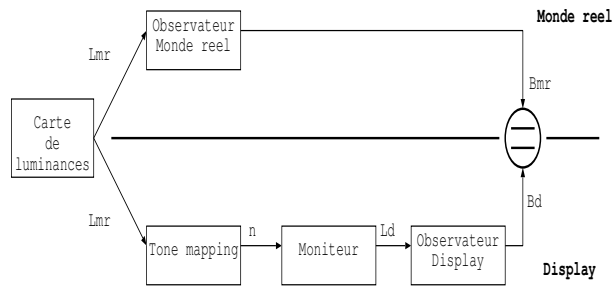 Monde reel
Observateur
Monde reel
Lmr
Bmr
Carte
de
luminances
Lmr
n
Ld
Bd
Tone mapping
Moniteur
Observateur
Display
Display